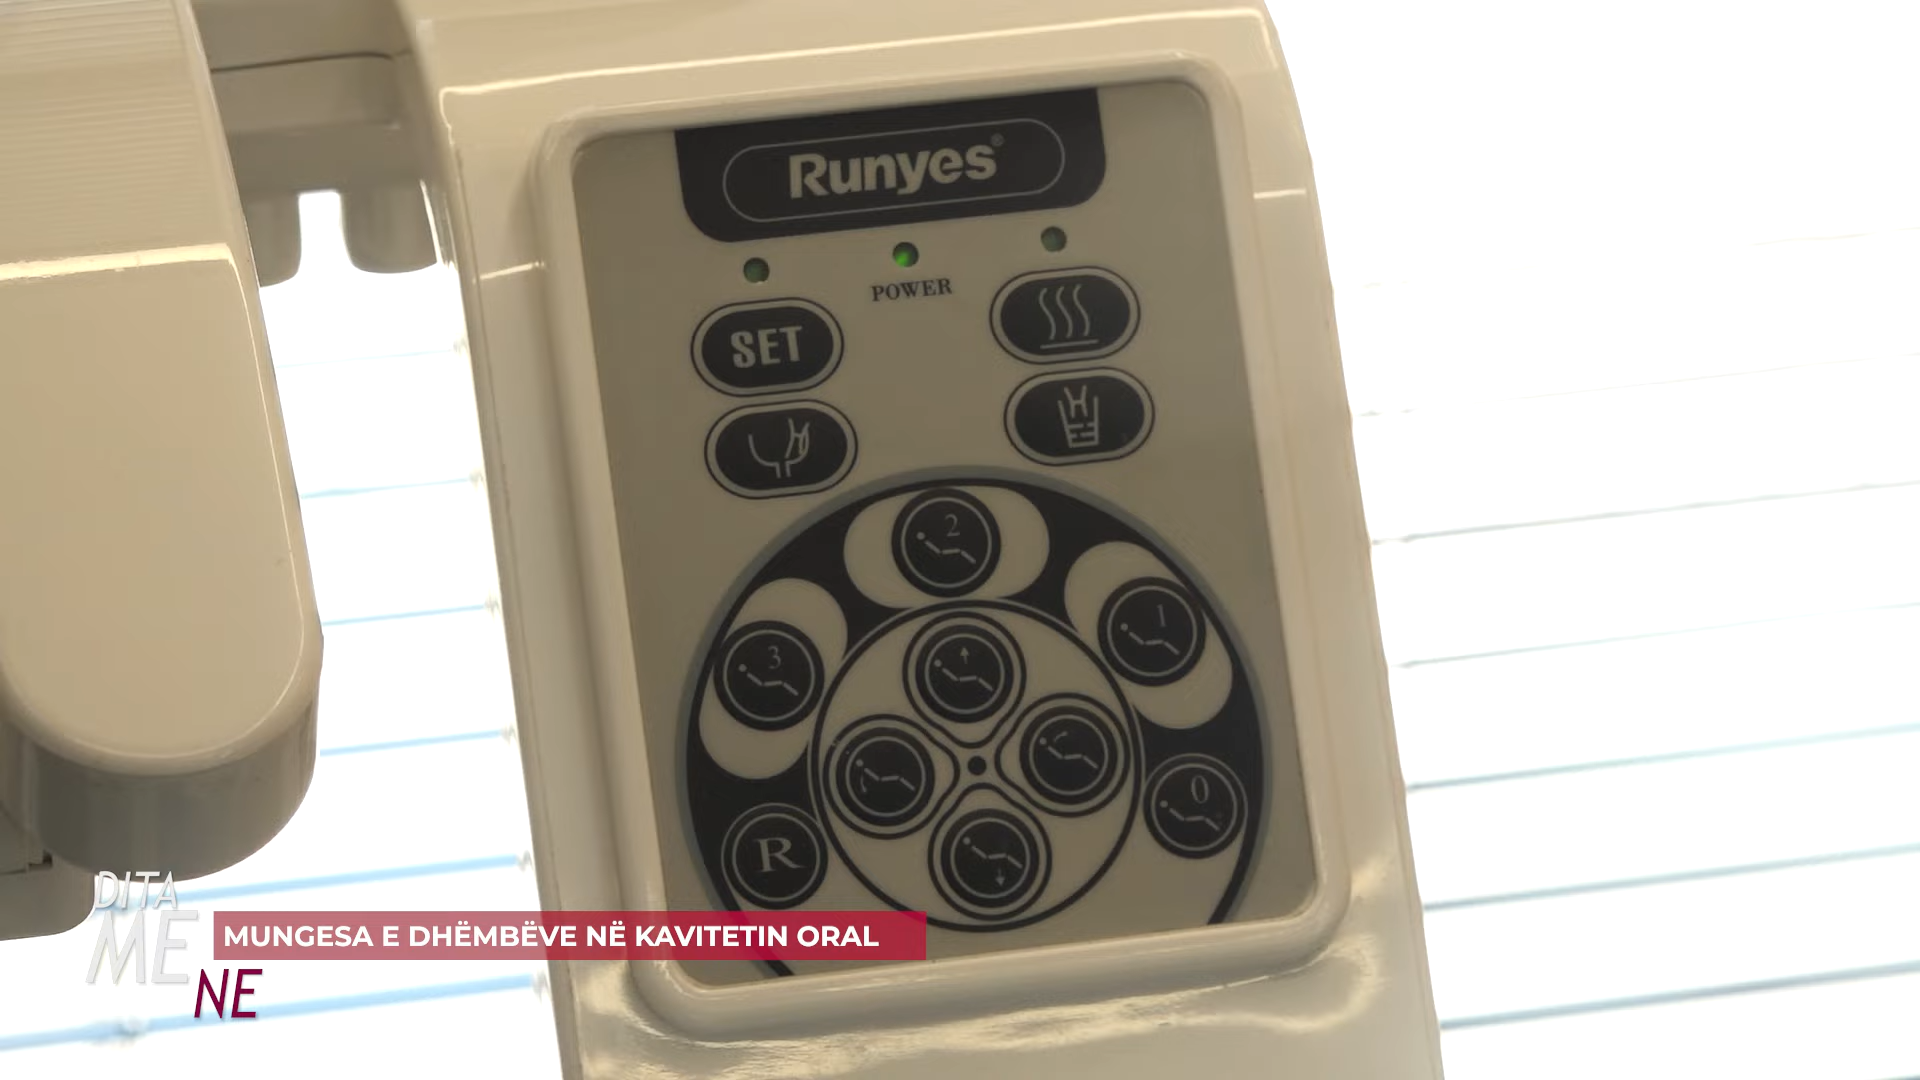 Runyes®
POWER
SET
2
1
3
0
R
DITA
ME
NE
MUNGESA E DHËMBËVE NË KAVITETIN ORAL